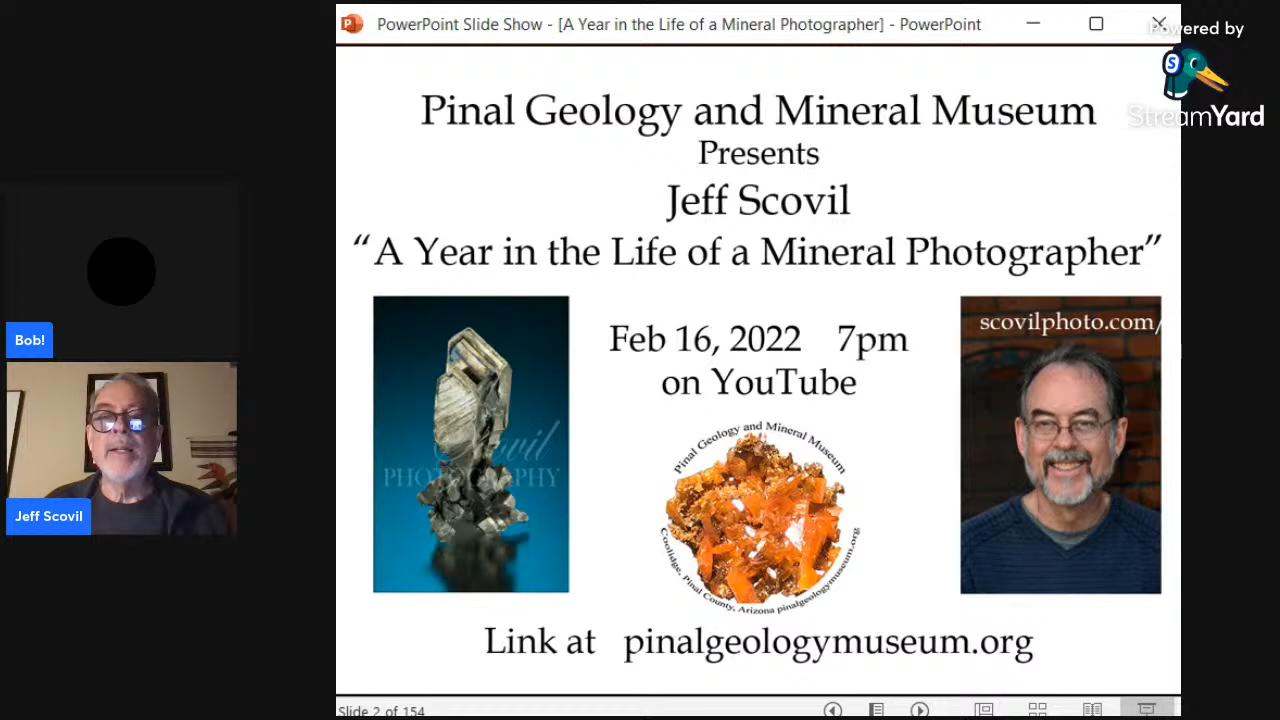 PowerPoint Slide Show - [A Year in the Life of a Mineral Photographer] - PowerPoint
Powered by
StreamYard
Pinal Geology and Mineral Museum
Presents
Jeff Scovil
“A Year in the Life of a Mineral Photographer”
Feb 16, 2022 7pm
on YouTube
scovilphoto.com/
Scovil
PHOTOGRAPHY
Pinal Geology and Mineral Museum
Coolidge, Pinal County, Arizona pinalgeologymuseum.org
Link at pinalgeologymuseum.org
Bob!
Jeff Scovil
Slide 2 of 154